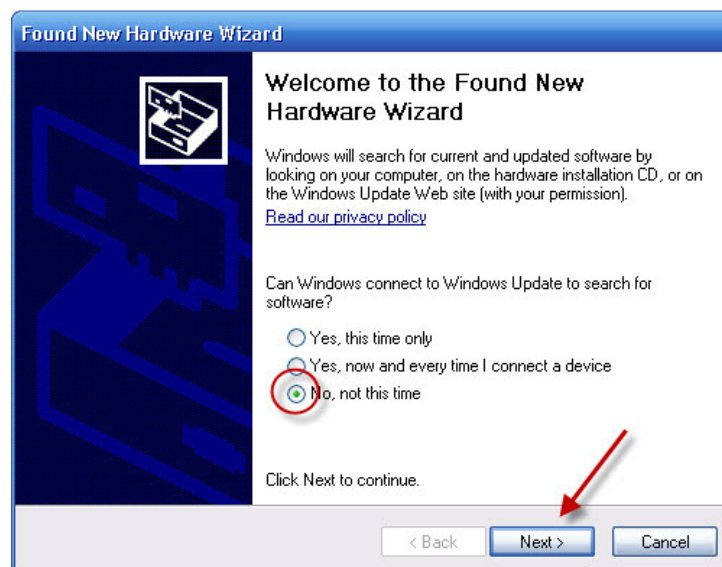 Found New Hardware Wizard
Welcome to the Found New
Hardware Wizard
Windows will search for current and updated software by
looking on your computer, on the hardware installation CD, or on
the Windows Update Web site (with your permission).
Read our privacy policy
Can Windows connect to Windows Update to search for
software?
Yes, this time only
Yes, now and every time I connect a device
No, not this time
Click Next to continue.
< Back Next > Cancel